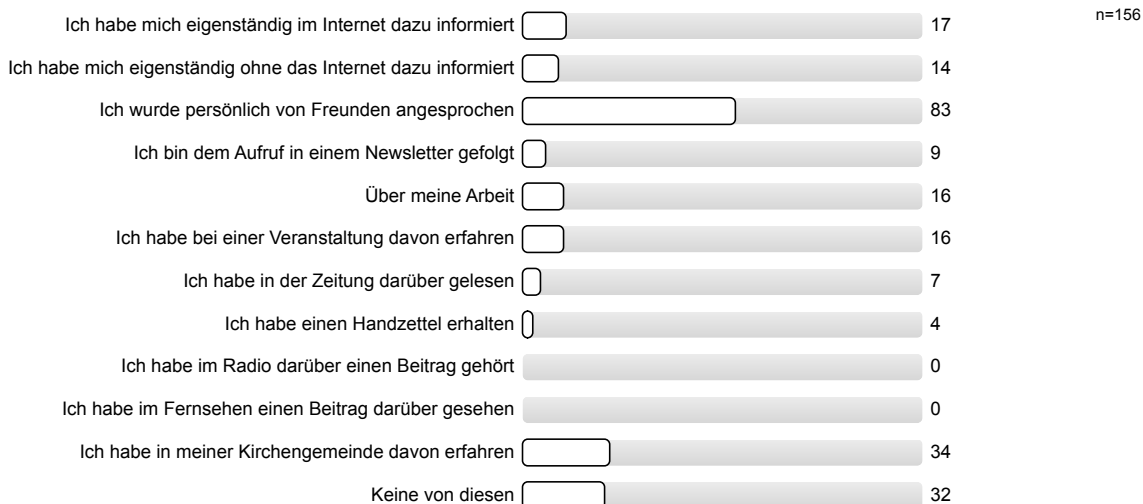 Ich habe mich eigenständig im Internet dazu informiert 17 n=156
Ich habe mich eigenständig ohne das Internet dazu informiert 14
Ich wurde persönlich von Freunden angesprochen 83
Ich bin dem Aufruf in einem Newsletter gefolgt 9
Über meine Arbeit 16
Ich habe bei einer Veranstaltung davon erfahren 16
Ich habe in der Zeitung darüber gelesen 7
Ich habe einen Handzettel erhalten 4
Ich habe im Radio darüber einen Beitrag gehört 0
Ich habe im Fernsehen einen Beitrag darüber gesehen 0
Ich habe in meiner Kirchengemeinde davon erfahren 34
Keine von diesen 32